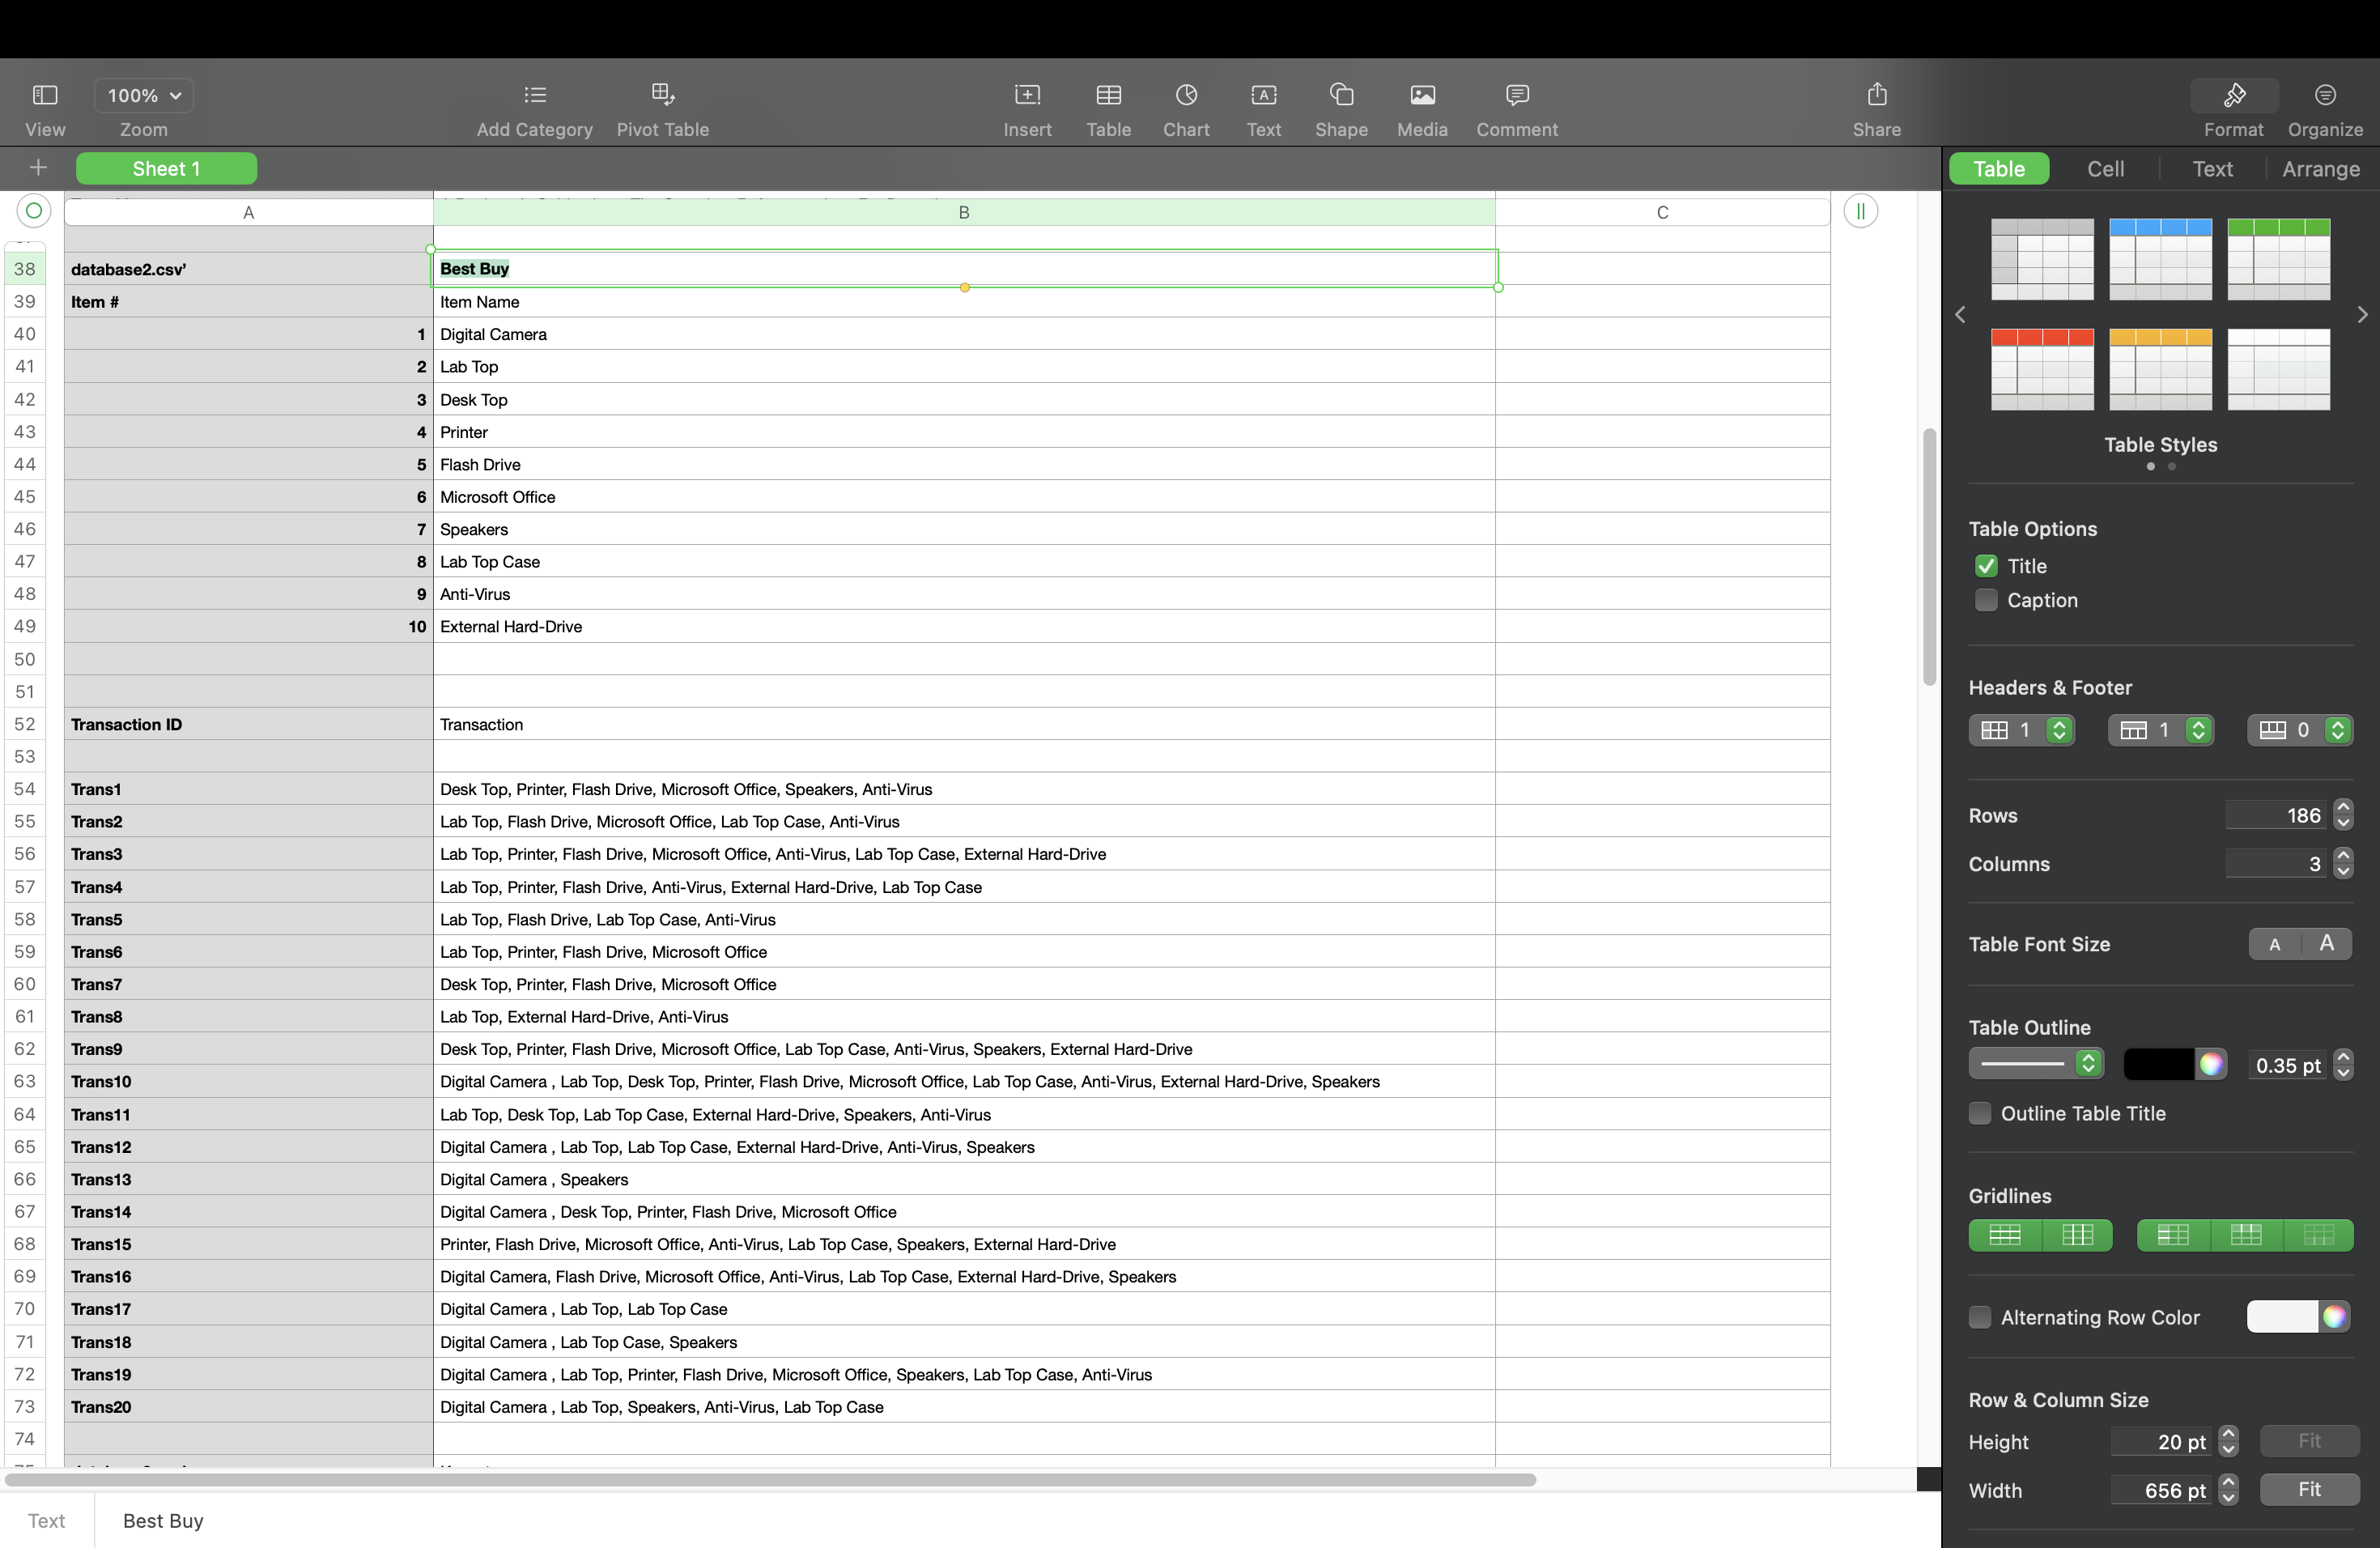 100%
View Zoom Add Category Pivot Table Insert Table Chart Text Shape Media Comment Share Format Organize
Sheet 1
Table Cell Text Arrange
A B C
38 database2.csv’ Best Buy
39 Item # Item Name
40 1 Digital Camera
41 2 Lab Top
42 3 Desk Top
43 4 Printer
44 5 Flash Drive
45 6 Microsoft Office
46 7 Speakers
47 8 Lab Top Case
48 9 Anti-Virus
49 10 External Hard-Drive
50
51
52 Transaction ID Transaction
53
54 Trans1 Desk Top, Printer, Flash Drive, Microsoft Office, Speakers, Anti-Virus
55 Trans2 Lab Top, Flash Drive, Microsoft Office, Lab Top Case, Anti-Virus
56 Trans3 Lab Top, Printer, Flash Drive, Microsoft Office, Anti-Virus, Lab Top Case, External Hard-Drive
57 Trans4 Lab Top, Printer, Flash Drive, Anti-Virus, External Hard-Drive, Lab Top Case
58 Trans5 Lab Top, Flash Drive, Lab Top Case, Anti-Virus
59 Trans6 Lab Top, Printer, Flash Drive, Microsoft Office
60 Trans7 Desk Top, Printer, Flash Drive, Microsoft Office
61 Trans8 Lab Top, External Hard-Drive, Anti-Virus
62 Trans9 Desk Top, Printer, Flash Drive, Microsoft Office, Lab Top Case, Anti-Virus, Speakers, External Hard-Drive
63 Trans10 Digital Camera , Lab Top, Desk Top, Printer, Flash Drive, Microsoft Office, Lab Top Case, Anti-Virus, External Hard-Drive, Speakers
64 Trans11 Lab Top, Desk Top, Lab Top Case, External Hard-Drive, Speakers, Anti-Virus
65 Trans12 Digital Camera , Lab Top, Lab Top Case, External Hard-Drive, Anti-Virus, Speakers
66 Trans13 Digital Camera , Speakers
67 Trans14 Digital Camera , Desk Top, Printer, Flash Drive, Microsoft Office
68 Trans15 Printer, Flash Drive, Microsoft Office, Anti-Virus, Lab Top Case, Speakers, External Hard-Drive
69 Trans16 Digital Camera, Flash Drive, Microsoft Office, Anti-Virus, Lab Top Case, External Hard-Drive, Speakers
70 Trans17 Digital Camera , Lab Top, Lab Top Case
71 Trans18 Digital Camera , Lab Top Case, Speakers
72 Trans19 Digital Camera , Lab Top, Printer, Flash Drive, Microsoft Office, Speakers, Lab Top Case, Anti-Virus
73 Trans20 Digital Camera , Lab Top, Speakers, Anti-Virus, Lab Top Case
74
Text Best Buy
Table Styles
Table Options
Title
Caption
Headers & Footer
1 1 0
Rows 186
Columns 3
Table Font Size A A
Table Outline
0.35 pt
Outline Table Title
Gridlines
Alternating Row Color
Row & Column Size
Height 20 pt Fit
Width 656 pt Fit